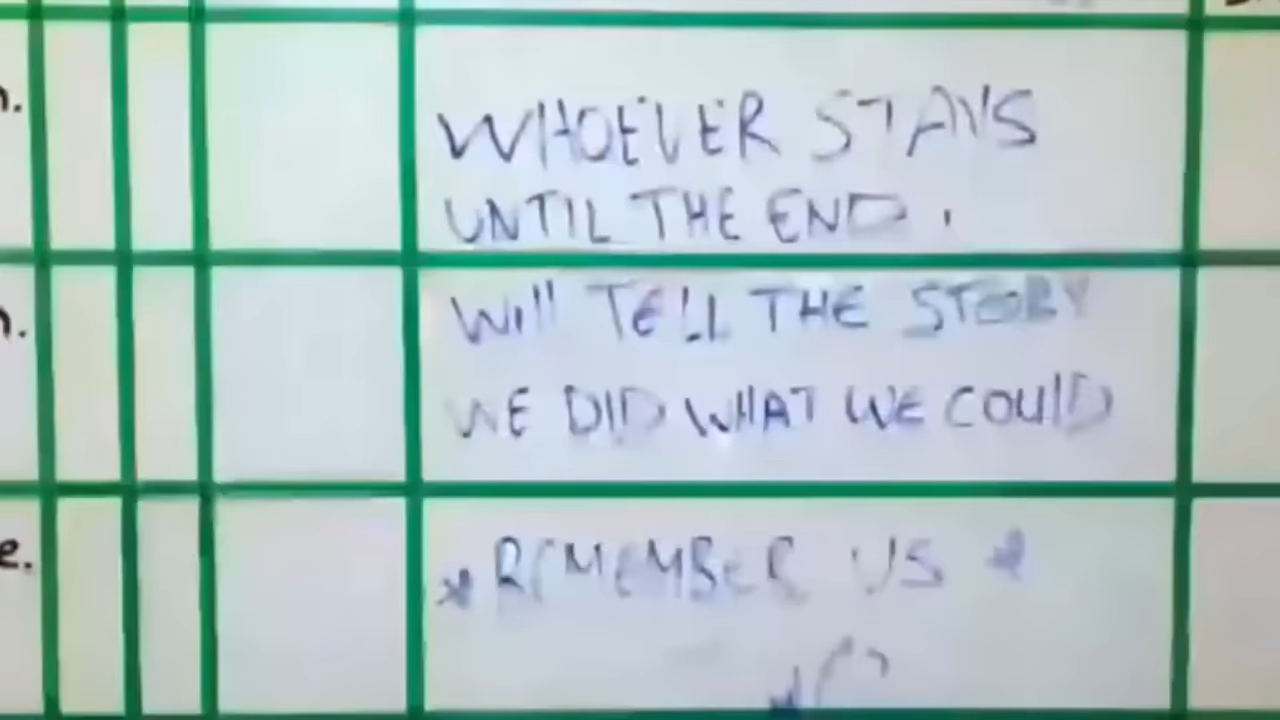 WHOEVER STAYS
UNTIL THE END.
Will TELL THE STORY
WE DID WHAT WE COULD
*REMEMBER US *